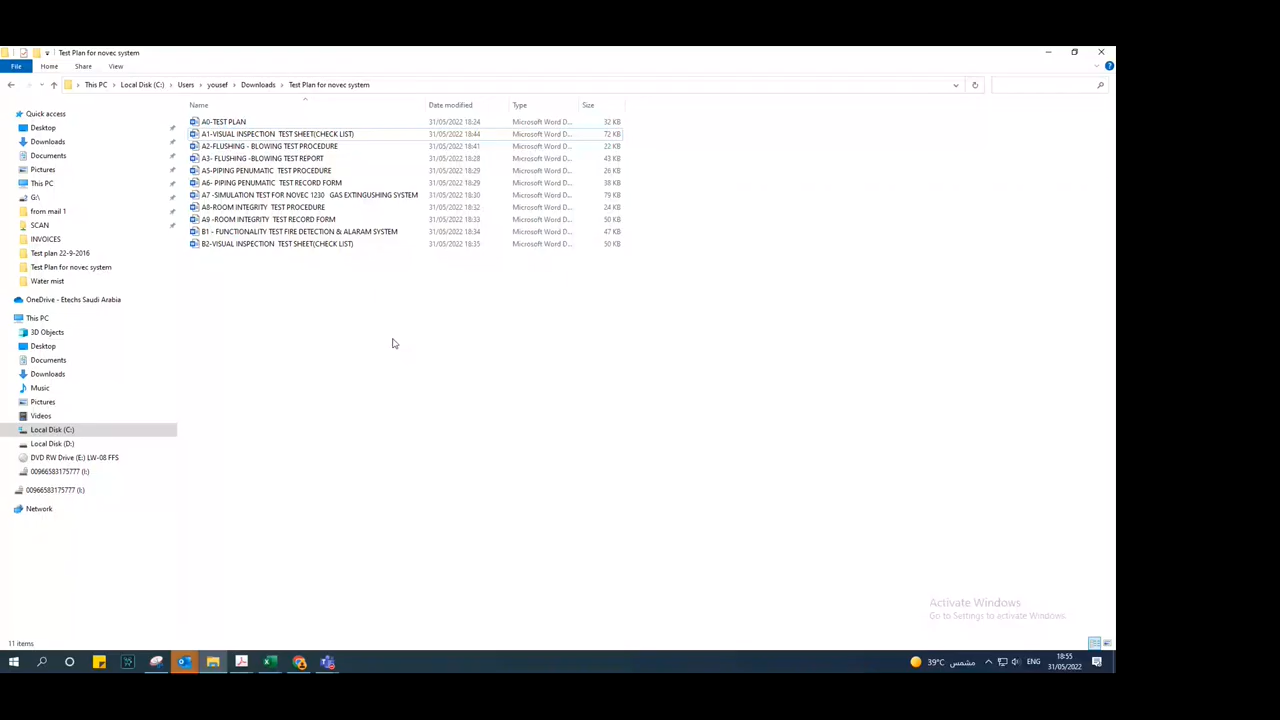 Test Plan for novec system
File Home Share View
This PC Local Disk (C:) Users yousef Downloads Test Plan for novec system
Name Date modified Type Size
A0-TEST PLAN 31/05/2022 18:24 Microsoft Word D... 32 KB
A1-VISUAL INSPECTION TEST SHEET(CHECK LIST) 31/05/2022 18:44 Microsoft Word D... 72 KB
A2-FLUSHING - BLOWING TEST PROCEDURE 31/05/2022 18:41 Microsoft Word D... 22 KB
A3- FLUSHING -BLOWING TEST REPORT 31/05/2022 18:28 Microsoft Word D... 43 KB
A5-PIPING PENUMATIC TEST PROCEDURE 31/05/2022 18:29 Microsoft Word D... 26 KB
A6- PIPING PENUMATIC TEST RECORD FORM 31/05/2022 18:29 Microsoft Word D... 38 KB
A7 -SIMULATION TEST FOR NOVEC 1230 GAS EXTINGUSHING SYSTEM 31/05/2022 18:30 Microsoft Word D... 79 KB
A8-ROOM INTEGRITY TEST PROCEDURE 31/05/2022 18:32 Microsoft Word D... 24 KB
A9 -ROOM INTEGRITY TEST RECORD FORM 31/05/2022 18:33 Microsoft Word D... 50 KB
B1 - FUNCTIONALITY TEST FIRE DETECTION & ALARAM SYSTEM 31/05/2022 18:34 Microsoft Word D... 47 KB
B2-VISUAL INSPECTION TEST SHEET(CHECK LIST) 31/05/2022 18:35 Microsoft Word D... 50 KB
Quick access
Desktop
Downloads
Documents
Pictures
This PC
G:\
from mail 1
SCAN
INVOICES
Test plan 22-9-2016
Test Plan for novec system
Water mist
OneDrive - Etechs Saudi Arabia
This PC
3D Objects
Desktop
Documents
Downloads
Music
Pictures
Videos
Local Disk (C:)
Local Disk (D:)
DVD RW Drive (E:) LW-08 FFS
00966583175777 (I:)
00966583175777 (I:)
Network
Activate Windows
Go to Settings to activate Windows.
11 items
39°C مشمس ENG 18:55
31/05/2022